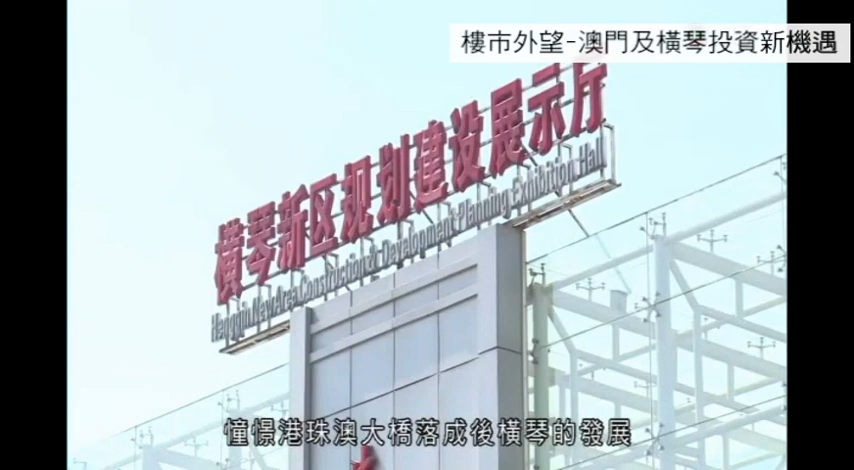 樓市外望-澳門及橫琴投資新機遇
横琴新区规划建设展示厅
Hengqin New Area Construction & Development Planning Exhibition Hall
憧憬港珠澳大橋落成後橫琴的發展